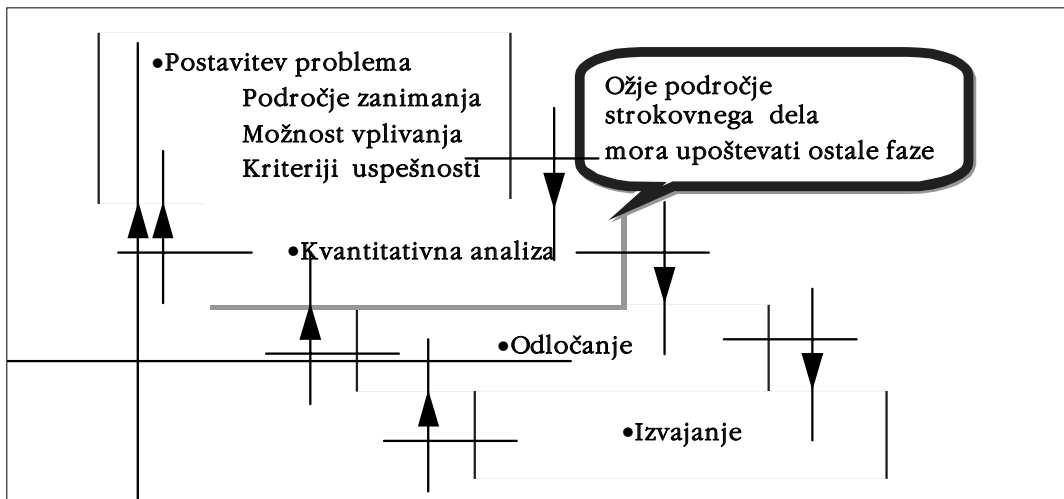 •Postavitev problema
Področje zanimanja
Možnost vplivanja
Kriteriji uspešnosti
Ožje področje
strokovnega dela
mora upoštevati ostale faze
•Kvantitativna analiza
•Odločanje
•Izvajanje